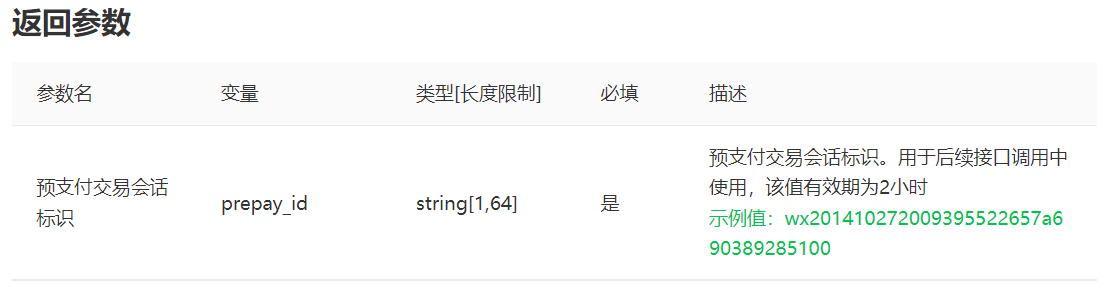 返回参数
参数名 变量 类型[长度限制] 必填 描述
预支付交易会话
标识
prepay_id
string[1,64]
是
预支付交易会话标识。用于后续接口调用中
使用，该值有效期为2小时
示例值：wx201410272009395522657a6
90389285100